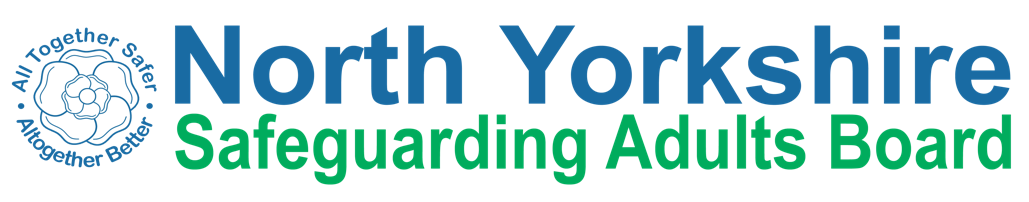 · All Together Safer ·
Altogether Better
North Yorkshire
Safeguarding Adults Board